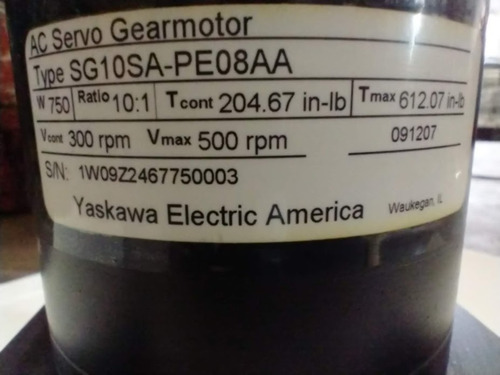 AC Servo Gearmotor
Type SG10SA-PE08AA
W 750 Ratio 10:1 Tcont 204.67 in-lb Tmax 612.07 in-lb
Vcont 300 rpm Vmax 500 rpm 091207
S/N: 1W09Z2467750003
Yaskawa Electric America Waukegan, IL